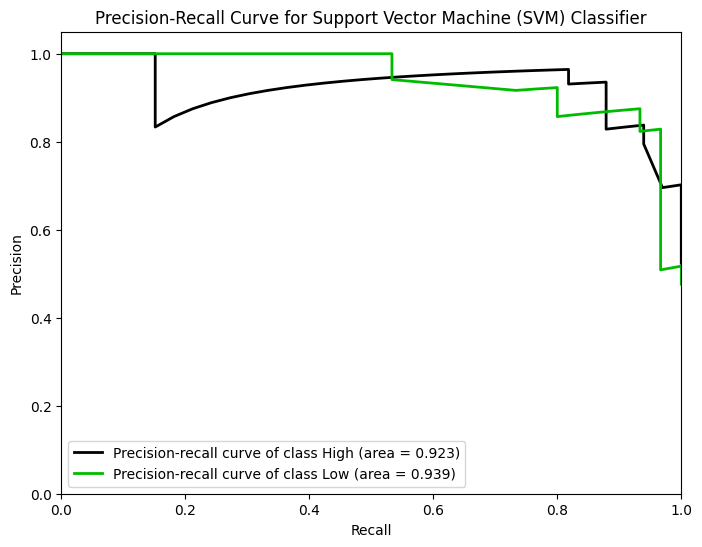 Precision-Recall Curve for Support Vector Machine (SVM) Classifier
1.0
0.8
0.6
0.4
0.2
0.0
Precision
Precision-recall curve of class High (area = 0.923)
Precision-recall curve of class Low (area = 0.939)
0.0 0.2 0.4 0.6 0.8 1.0
Recall